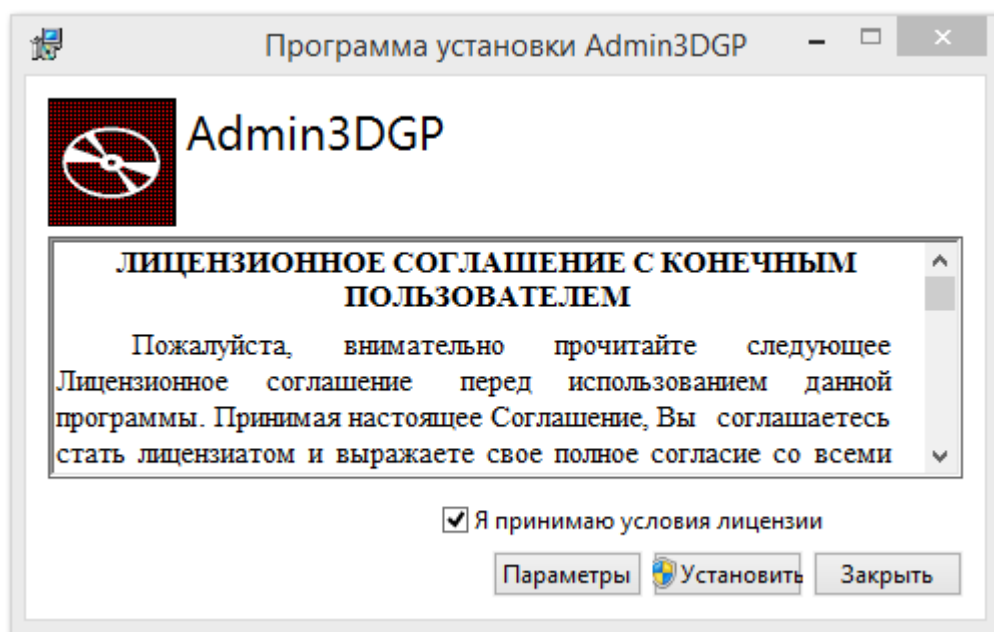 Программа установки Admin3DGP
Admin3DGP
ЛИЦЕНЗИОННОЕ СОГЛАШЕНИЕ С КОНЕЧНЫМ
ПОЛЬЗОВАТЕЛЕМ
Пожалуйста, внимательно прочитайте следующее
Лицензионное соглашение перед использованием данной
программы. Принимая настоящее Соглашение, Вы соглашаетесь
стать лицензиатом и выражаете свое полное согласие со всеми
Я принимаю условия лицензии
Параметры Установить Закрыть